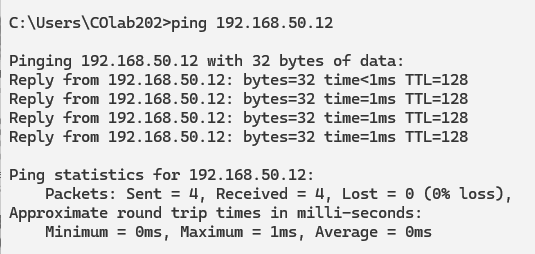 C:\Users\COlab202>ping 192.168.50.12
Pinging 192.168.50.12 with 32 bytes of data:
Reply from 192.168.50.12: bytes=32 time<1ms TTL=128
Reply from 192.168.50.12: bytes=32 time=1ms TTL=128
Reply from 192.168.50.12: bytes=32 time=1ms TTL=128
Reply from 192.168.50.12: bytes=32 time=1ms TTL=128
Ping statistics for 192.168.50.12:
    Packets: Sent = 4, Received = 4, Lost = 0 (0% loss),
Approximate round trip times in milli-seconds:
    Minimum = 0ms, Maximum = 1ms, Average = 0ms